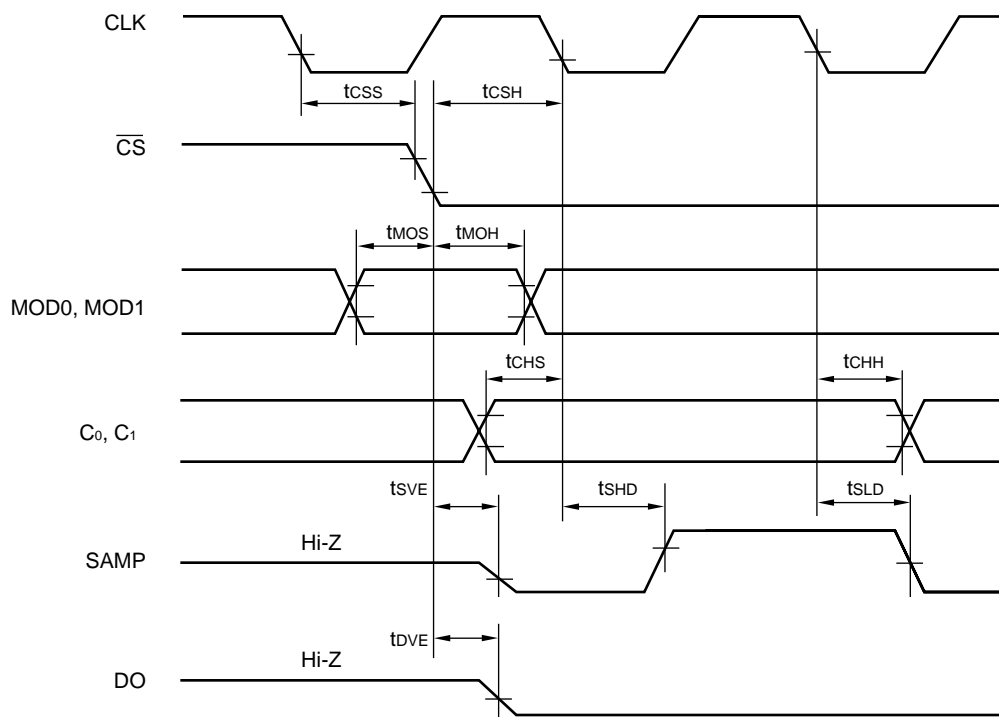 CLK
tCSS
tCSH
CS
tMOS
tMOH
MOD0, MOD1
tCHS
tCHH
C0, C1
tSVE
tSHD
tSLD
Hi-Z
SAMP
tDVE
Hi-Z
DO